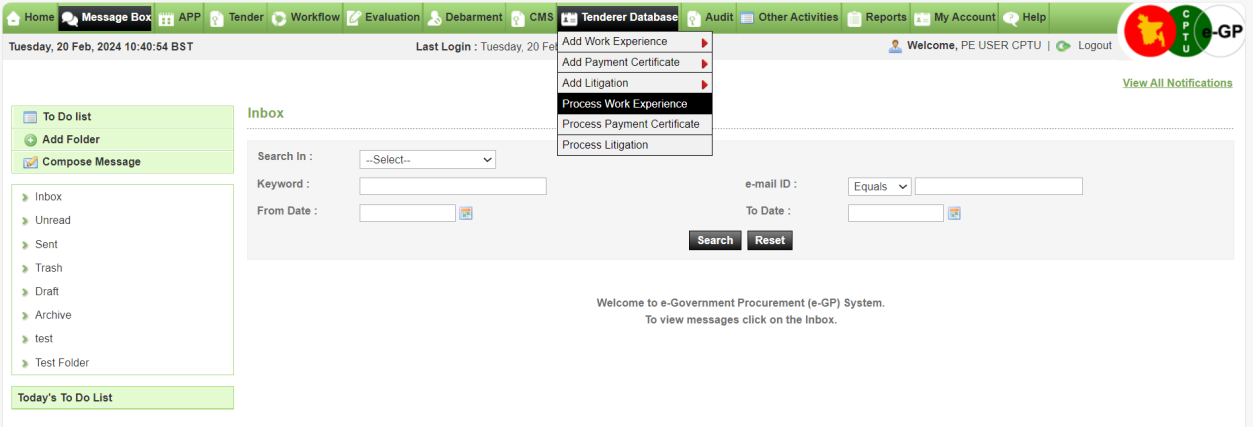 Home Message Box APP Tender Workflow Evaluation Debarment CMS Tenderer Database Audit Other Activities Reports My Account Help
CPTU e-GP
Tuesday, 20 Feb, 2024 10:40:54 BST Last Login : Tuesday, 20 Fe Welcome, PE USER CPTU | Logout
Add Work Experience
Add Payment Certificate
Add Litigation
Process Work Experience
Process Payment Certificate
Process Litigation
View All Notifications
To Do list
Add Folder
Compose Message
Inbox
Unread
Sent
Trash
Draft
Archive
test
Test Folder
Today's To Do List
Inbox
Search In : --Select--
Keyword : e-mail ID : Equals
From Date : To Date :
Search Reset
Welcome to e-Government Procurement (e-GP) System.
To view messages click on the Inbox.